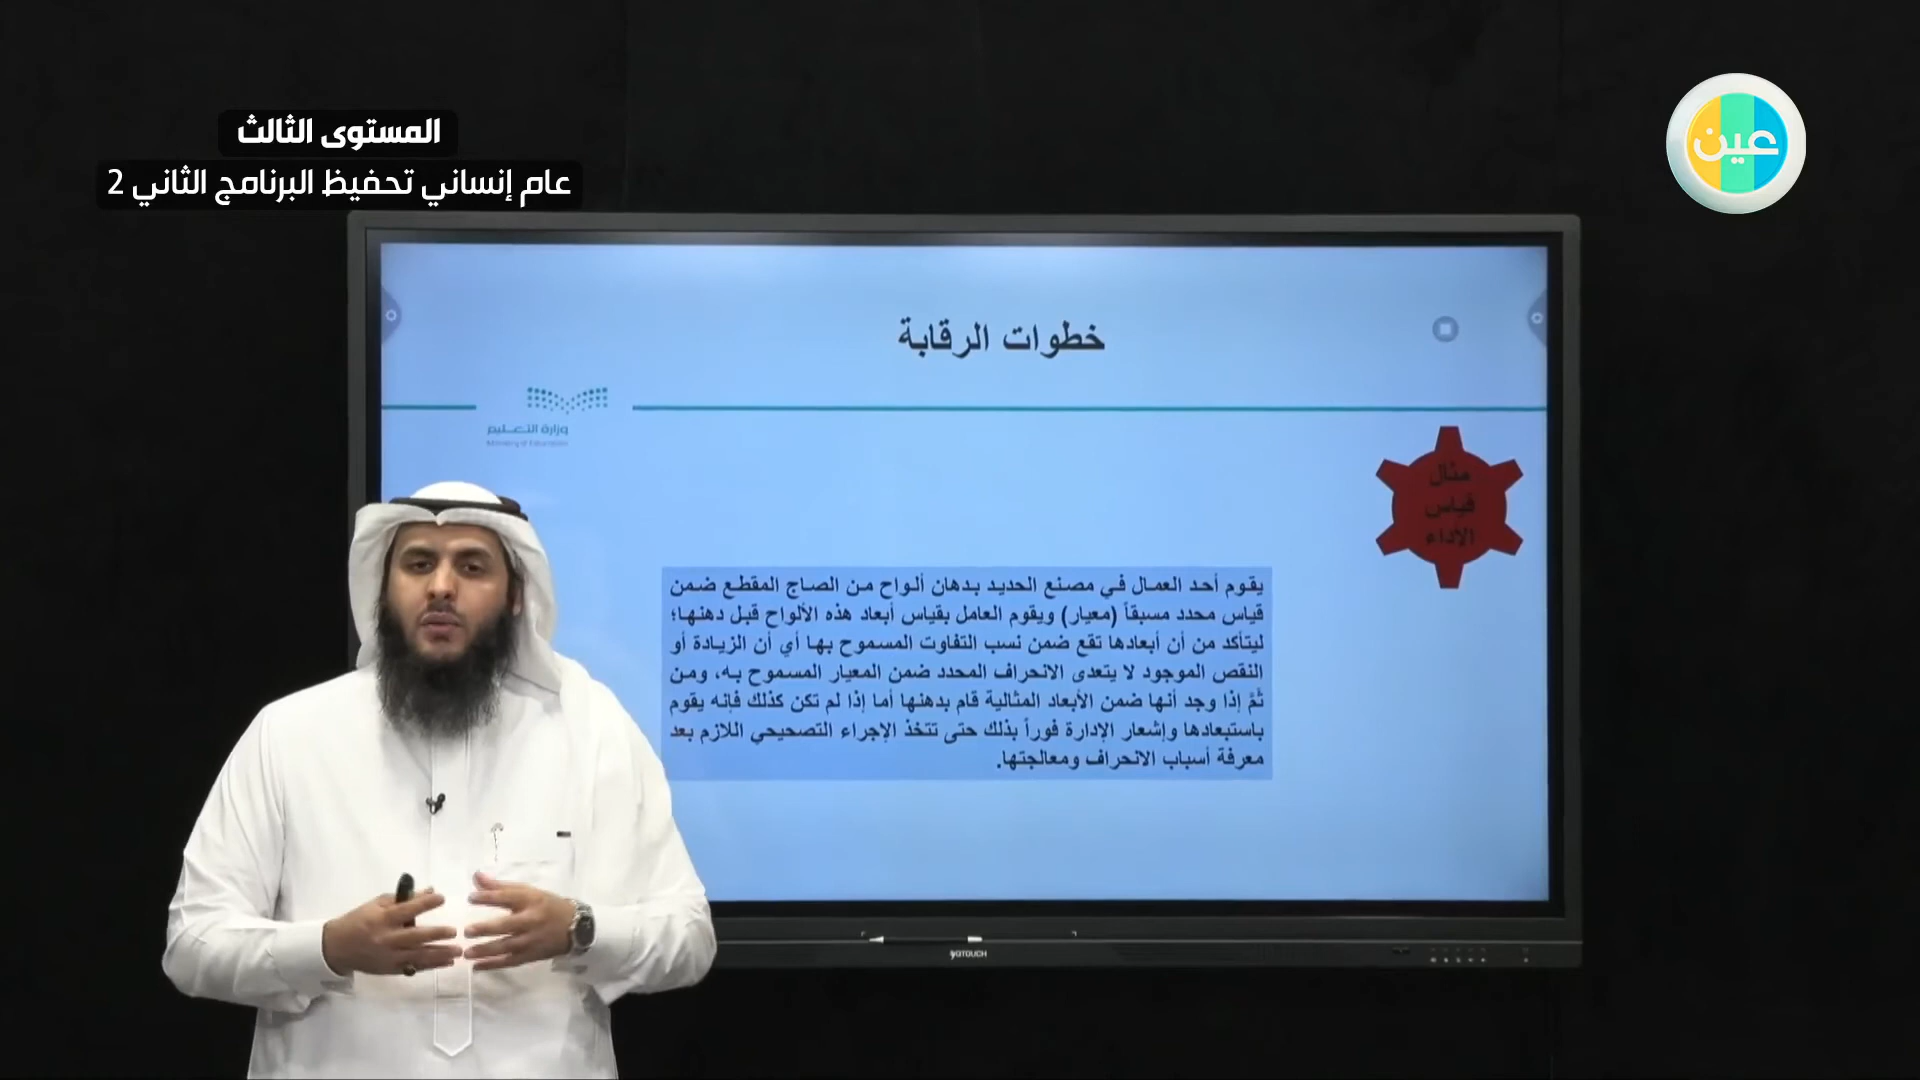 المستوى الثالث
عام إنساني تحفيظ البرنامج الثاني 2
عين
خطوات الرقابة
وزارة التعليم
Ministry of Education
مثال
قياس
الأداء
يقوم أحد العمال في مصنع الحديد بدهان ألواح من الصاج المقطع ضمن
قياس محدد مسبقاً (معيار) ويقوم العامل بقياس أبعاد هذه الألواح قبل دهنها؛
ليتأكد من أن أبعادها تقع ضمن نسب التفاوت المسموح بها أي أن الزيادة أو
النقص الموجود لا يتعدى الانحراف المحدد ضمن المعيار المسموح به، ومن
ثَمَّ إذا وجد أنها ضمن الأبعاد المثالية قام بدهنها أما إذا لم تكن كذلك فإنه يقوم
باستبعادها وإشعار الإدارة فوراً بذلك حتى تتخذ الإجراء التصحيحي اللازم بعد
معرفة أسباب الانحراف ومعالجتها.